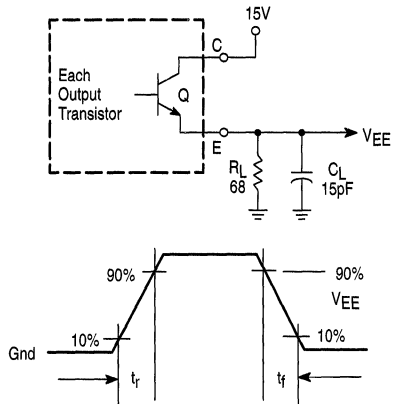 15V
C
Each
Output
Transistor
Q
E
VEE
RL
68
CL
15pF
90%
90%
VEE
10%
10%
Gnd
tr
tf